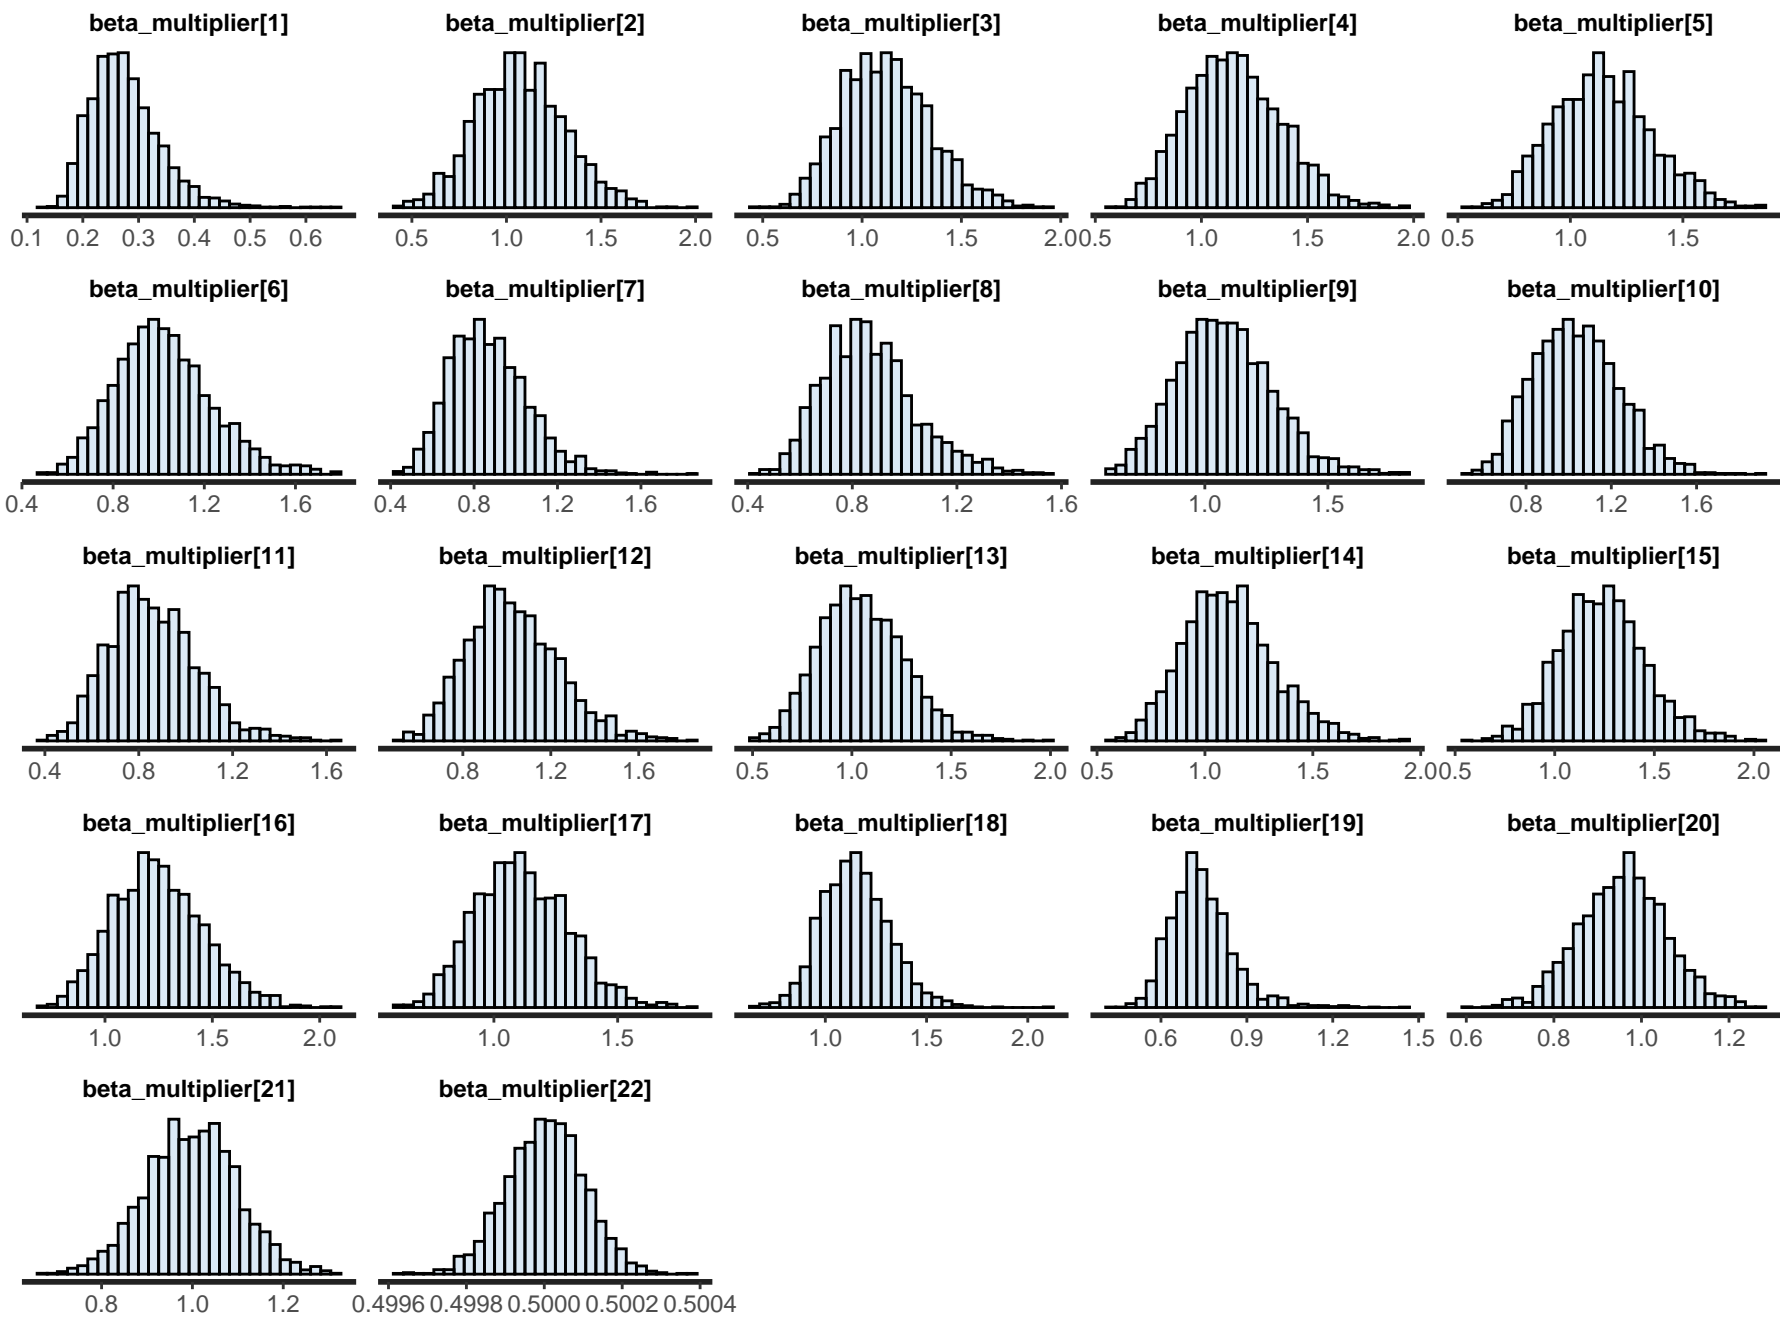 beta_multiplier[1] beta_multiplier[2] beta_multiplier[3] beta_multiplier[4] beta_multiplier[5]
0.1 0.2 0.3 0.4 0.5 0.6 0.5 1.0 1.5 2.0 0.5 1.0 1.5 2.0 0.5 1.0 1.5 2.0 0.5 1.0 1.5
beta_multiplier[6] beta_multiplier[7] beta_multiplier[8] beta_multiplier[9] beta_multiplier[10]
0.4 0.8 1.2 1.6 0.4 0.8 1.2 1.6 0.4 0.8 1.2 1.6 1.0 1.5 0.8 1.2 1.6
beta_multiplier[11] beta_multiplier[12] beta_multiplier[13] beta_multiplier[14] beta_multiplier[15]
0.4 0.8 1.2 1.6 0.8 1.2 1.6 0.5 1.0 1.5 2.0 0.5 1.0 1.5 2.0 0.5 1.0 1.5 2.0
beta_multiplier[16] beta_multiplier[17] beta_multiplier[18] beta_multiplier[19] beta_multiplier[20]
1.0 1.5 2.0 1.0 1.5 1.0 1.5 2.0 0.6 0.9 1.2 1.5 0.6 0.8 1.0 1.2
beta_multiplier[21] beta_multiplier[22]
0.8 1.0 1.2 0.4996 0.4998 0.5000 0.5002 0.5004